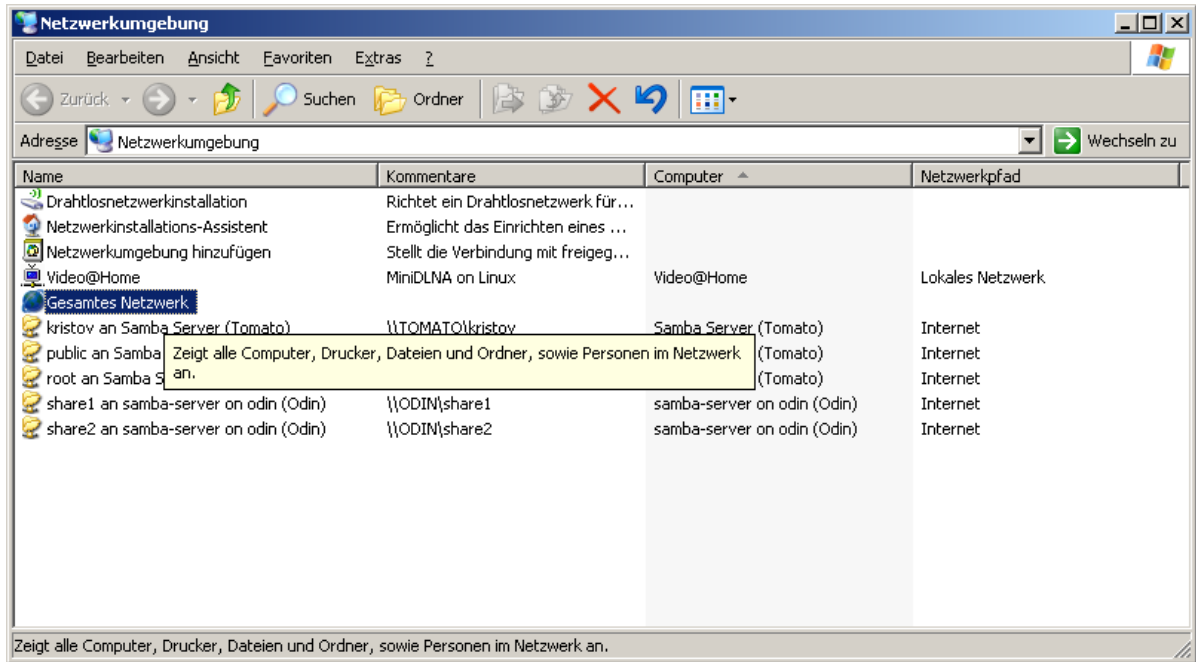 Netzwerkumgebung
Datei Bearbeiten Ansicht Favoriten Extras ?
Zurück Suchen Ordner
Adresse Netzwerkumgebung Wechseln zu
Name Kommentare Computer Netzwerkpfad
Drahtlosnetzwerkinstallation Richtet ein Drahtlosnetzwerk für...
Netzwerkinstallations-Assistent Ermöglicht das Einrichten eines ...
Netzwerkumgebung hinzufügen Stellt die Verbindung mit freigeg...
Video@Home MiniDLNA on Linux Video@Home Lokales Netzwerk
Gesamtes Netzwerk
kristov an Samba Server (Tomato) \\TOMATO\kristov Samba Server (Tomato) Internet
public an Samba (Tomato) Internet
Zeigt alle Computer, Drucker, Dateien und Ordner, sowie Personen im Netzwerk
an.
root an Samba S (Tomato) Internet
share1 an samba-server on odin (Odin) \\ODIN\share1 samba-server on odin (Odin) Internet
share2 an samba-server on odin (Odin) \\ODIN\share2 samba-server on odin (Odin) Internet
Zeigt alle Computer, Drucker, Dateien und Ordner, sowie Personen im Netzwerk an.